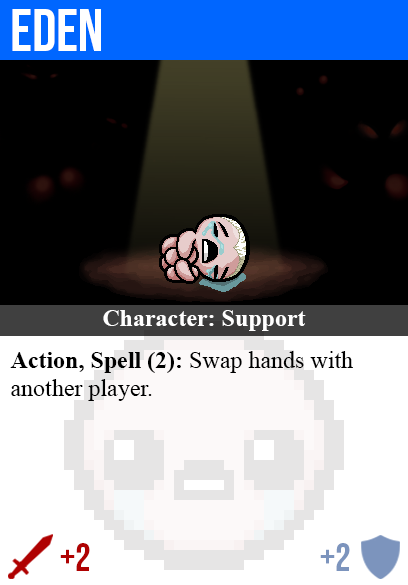 EDEN
Character: Support
Action, Spell (2): Swap hands with
another player.
+2 +2